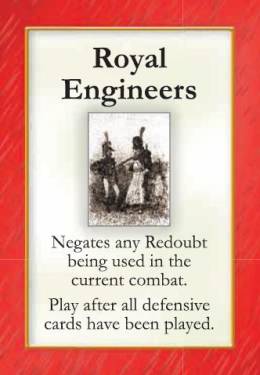 Royal
Engineers
Negates any Redoubt
being used in the
current combat.
Play after all defensive
cards have been played.